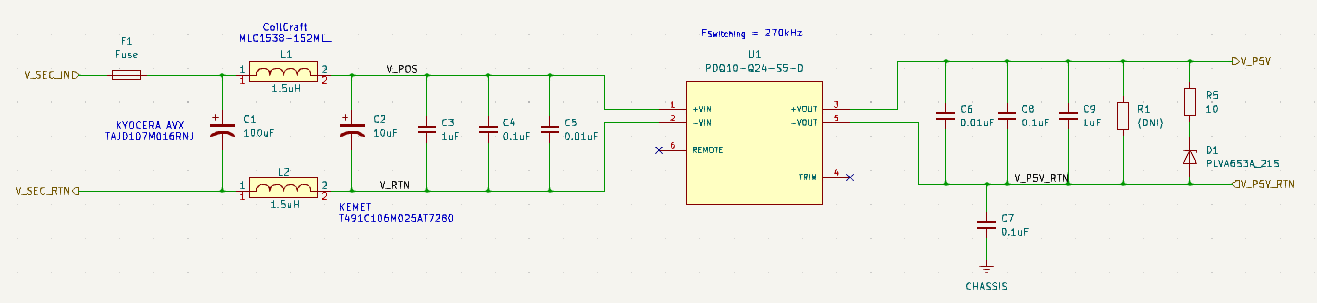 CoilCraft
MLC1538-152ML_
FSwitching = 270kHz
F1
Fuse
L1
U1
PDQ10-Q24-S5-D
V_SEC_IN
1
1
2
2
V_POS
V_P5V
1.5uH
KYOCERA AVX
TAJD107M016RNJ
+
C1
100uF
+
C2
10uF
C3
1uF
C4
0.1uF
C5
0.01uF
1
+VIN
2
-VIN
6
REMOTE
+VOUT
3
-VOUT
5
TRIM
4
C6
0.01uF
C8
0.1uF
C9
1uF
R1
(DNI)
R5
10
D1
PLVA653A_215
L2
V_SEC_RTN
1
1
2
2
V_RTN
V_P5V_RTN
V_P5V_RTN
1.5uH
KEMET
T491C106M025AT7280
C7
0.1uF
CHASSIS